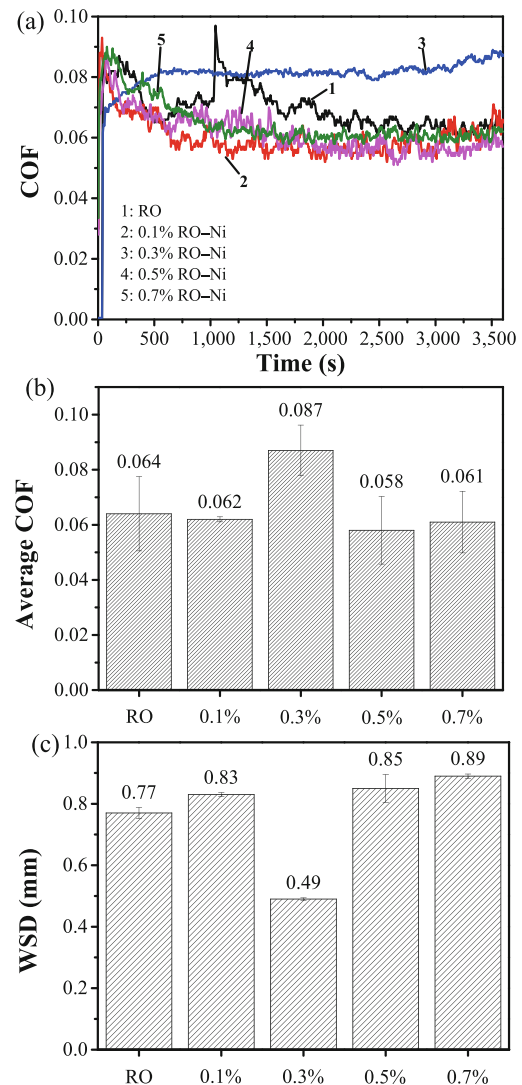 (a)
0.10
0.08
0.06
0.04
0.02
0.00
COF
5
4
3
1
2
1: RO
2: 0.1% RO–Ni
3: 0.3% RO–Ni
4: 0.5% RO–Ni
5: 0.7% RO–Ni
0 500 1,000 1,500 2,000 2,500 3,000 3,500
Time (s)
(b)
0.10
0.08
0.06
0.04
0.02
0.00
Average COF
0.064 0.062 0.087 0.058 0.061
RO 0.1% 0.3% 0.5% 0.7%
(c)
1.0
0.8
0.6
0.4
0.2
0.0
WSD (mm)
0.77 0.83 0.49 0.85 0.89
RO 0.1% 0.3% 0.5% 0.7%